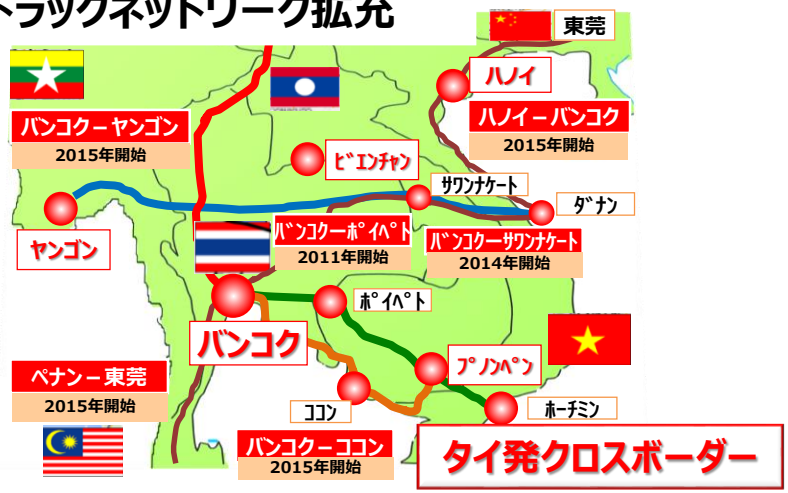 トラックネットワーク拡充
東莞
ハノイ
バンコクーヤンゴン
2015年開始
ハノイーバンコク
2015年開始
ビエンチャン
サワンナケート
ダナン
ヤンゴン
バンコクーポイペト
2011年開始
バンコクーサワンナケート
2014年開始
ポイペト
バンコク
プノンペン
ペナン－東莞
2015年開始
ココン
ホーチミン
バンコクーココン
2015年開始
タイ発クロスボーダー